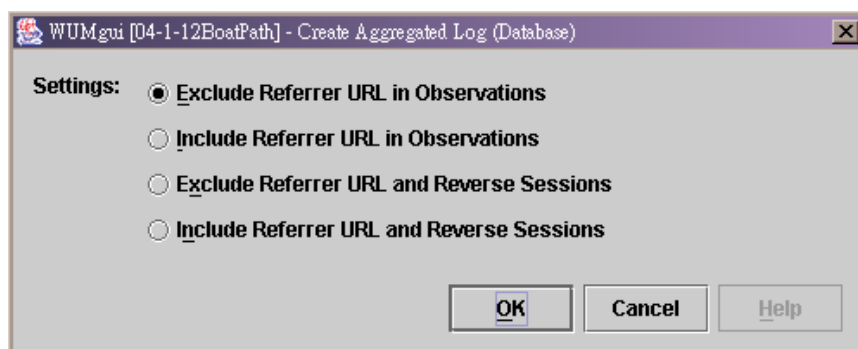 WUMgui [04-1-12BoatPath] - Create Aggregated Log (Database)
Settings:
Exclude Referrer URL in Observations
Include Referrer URL in Observations
Exclude Referrer URL and Reverse Sessions
Include Referrer URL and Reverse Sessions
OK Cancel Help